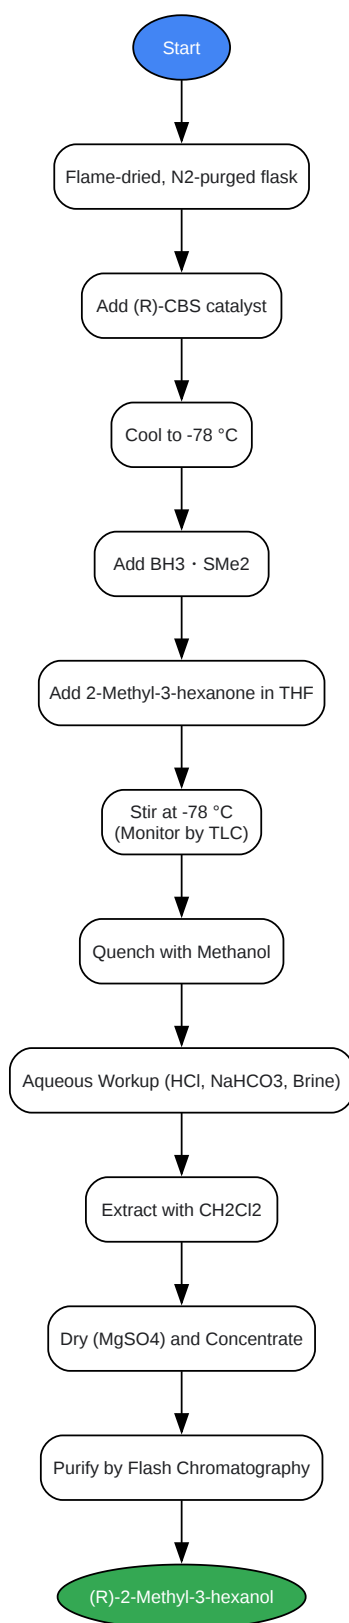 Start
Flame-dried, N2-purged flask
Add (R)-CBS catalyst
Cool to -78 °C
Add BH3 · SMe2
Add 2-Methyl-3-hexanone in THF
Stir at -78 °C
(Monitor by TLC)
Quench with Methanol
Aqueous Workup (HCl, NaHCO3, Brine)
Extract with CH2Cl2
Dry (MgSO4) and Concentrate
Purify by Flash Chromatography
(R)-2-Methyl-3-hexanol